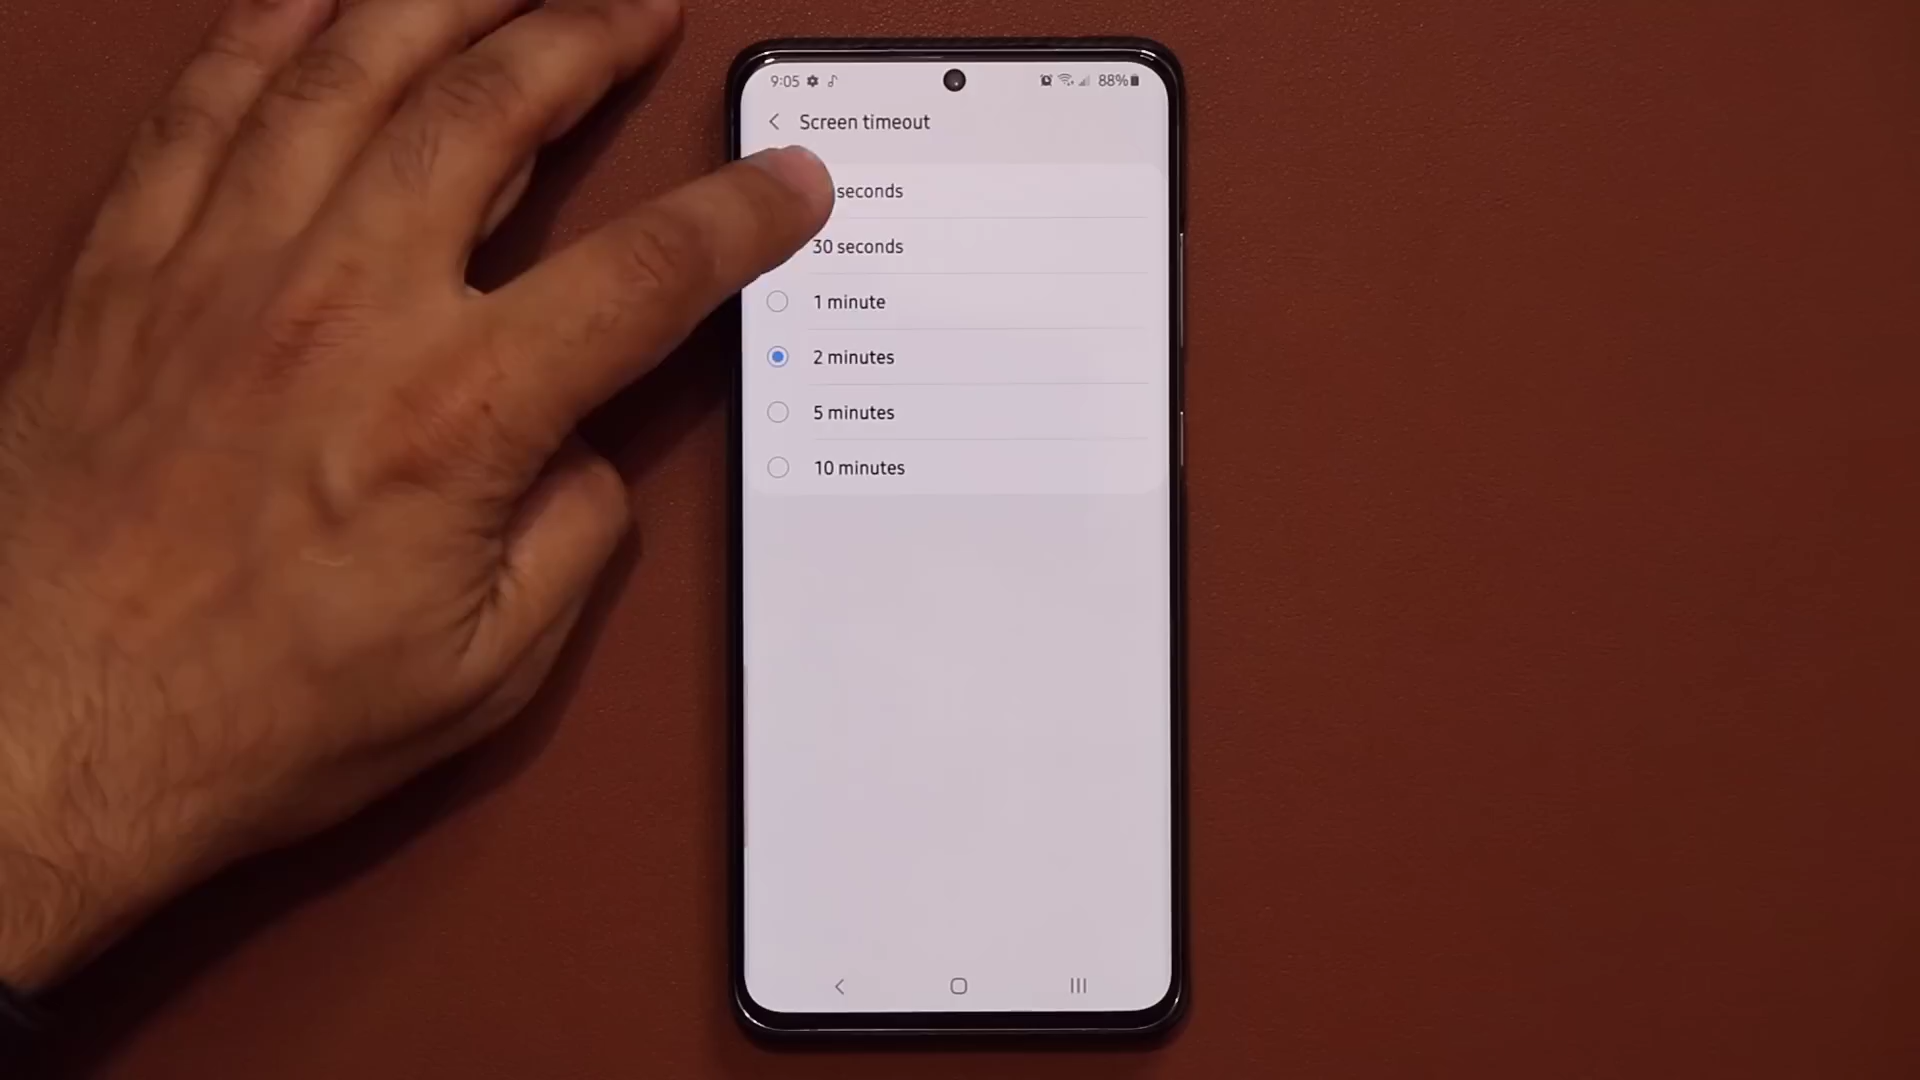 9:05 88%
Screen timeout
seconds
30 seconds
1 minute
2 minutes
5 minutes
10 minutes